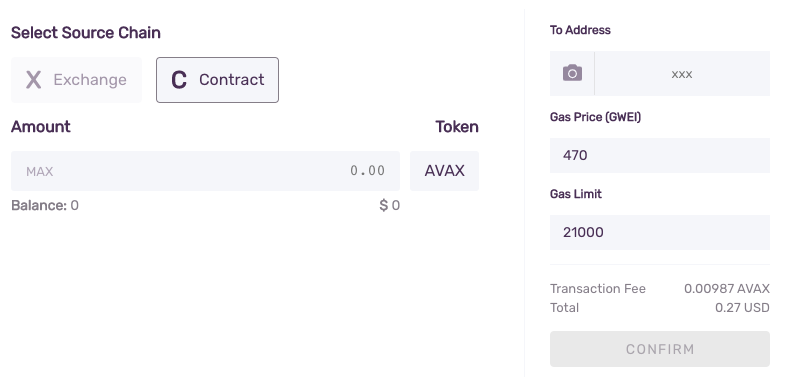 Select Source Chain
X Exchange
C Contract
Amount
Token
MAX
0.00
AVAX
Balance: 0
$ 0
To Address
xxx
Gas Price (GWEI)
470
Gas Limit
21000
Transaction Fee
0.00987 AVAX
Total
0.27 USD
CONFIRM